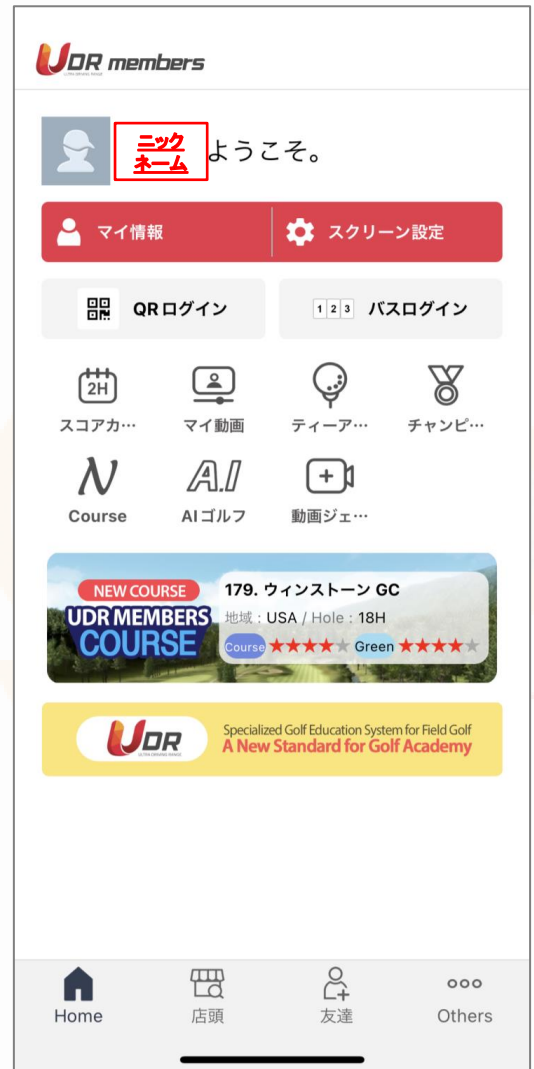 UDR members
ULTRA DRIVING RANGE
ニック
ネーム
ようこそ。
マイ情報
スクリーン設定
QRログイン
1 2 3 バスログイン
2H
スコアカ…
マイ動画
ティーア…
チャンピ…
N
Course
A.I
AIゴルフ
動画ジェ…
NEW COURSE
UDR MEMBERS
COURSE
179. ウィンストーン GC
地域 : USA / Hole : 18H
Course ★★★★★ Green ★★★★★
UDR
ULTRA DRIVING RANGE
Specialized Golf Education System for Field Golf
A New Standard for Golf Academy
Home
店頭
友達
Others